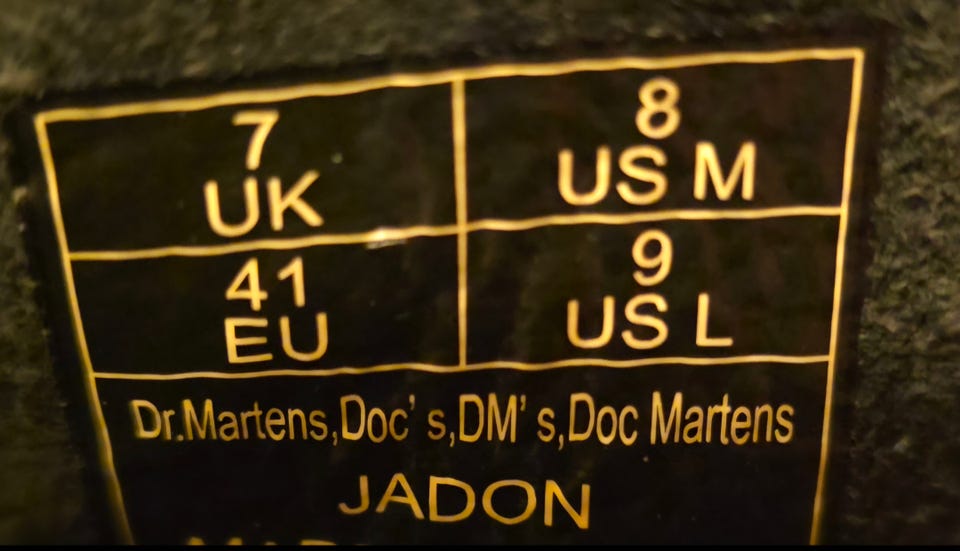 7
UK
8
US M
41
EU
9
US L
Dr.Martens,Doc' s,DM' s,Doc Martens
JADON